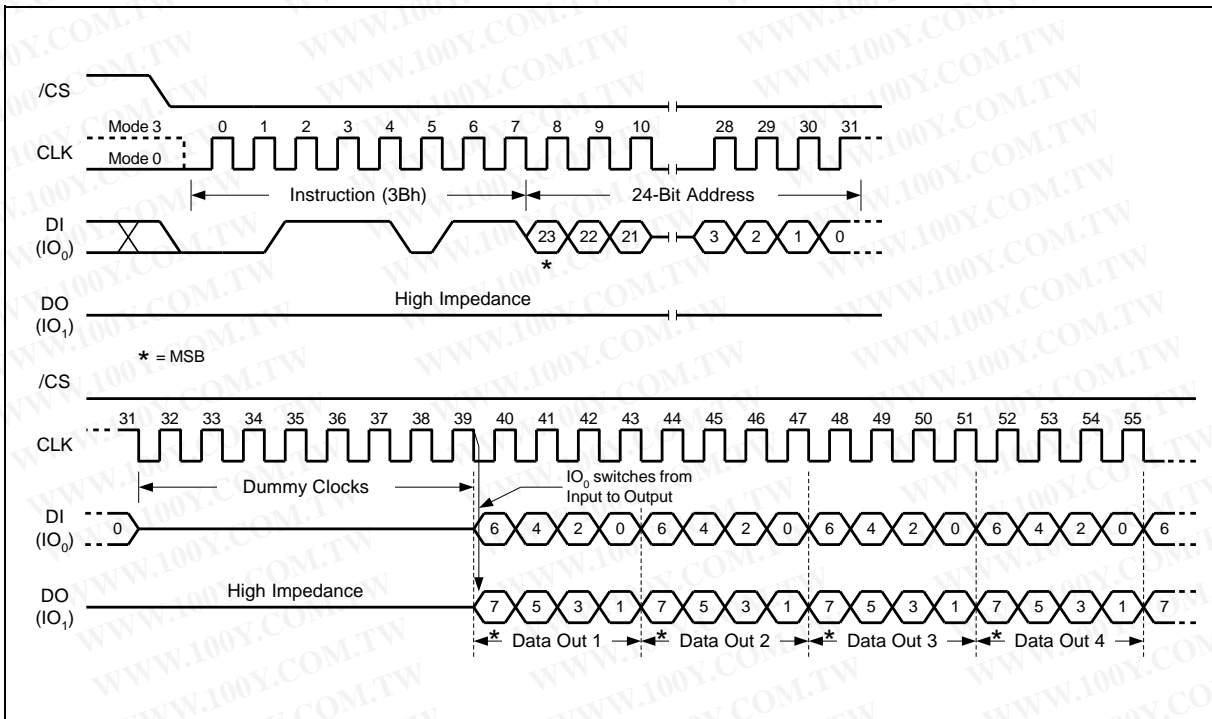 /CS
Mode 3 0 1 2 3 4 5 6 7 8 9 10 28 29 30 31
CLK
Mode 0
Instruction (3Bh) 24-Bit Address
DI
(IO0) 23 22 21 3 2 1 0
*
High Impedance
DO
(IO1)
* = MSB
/CS
31 32 33 34 35 36 37 38 39 40 41 42 43 44 45 46 47 48 49 50 51 52 53 54 55
CLK
IO0 switches from
Dummy Clocks Input to Output
DI
(IO0) 0 6 4 2 0 6 4 2 0 6 4 2 0 6 4 2 0 6
High Impedance
DO
(IO1) 7 5 3 1 7 5 3 1 7 5 3 1 7 5 3 1 7
* Data Out 1 * Data Out 2 * Data Out 3 * Data Out 4
WWW.100Y.COM.TW